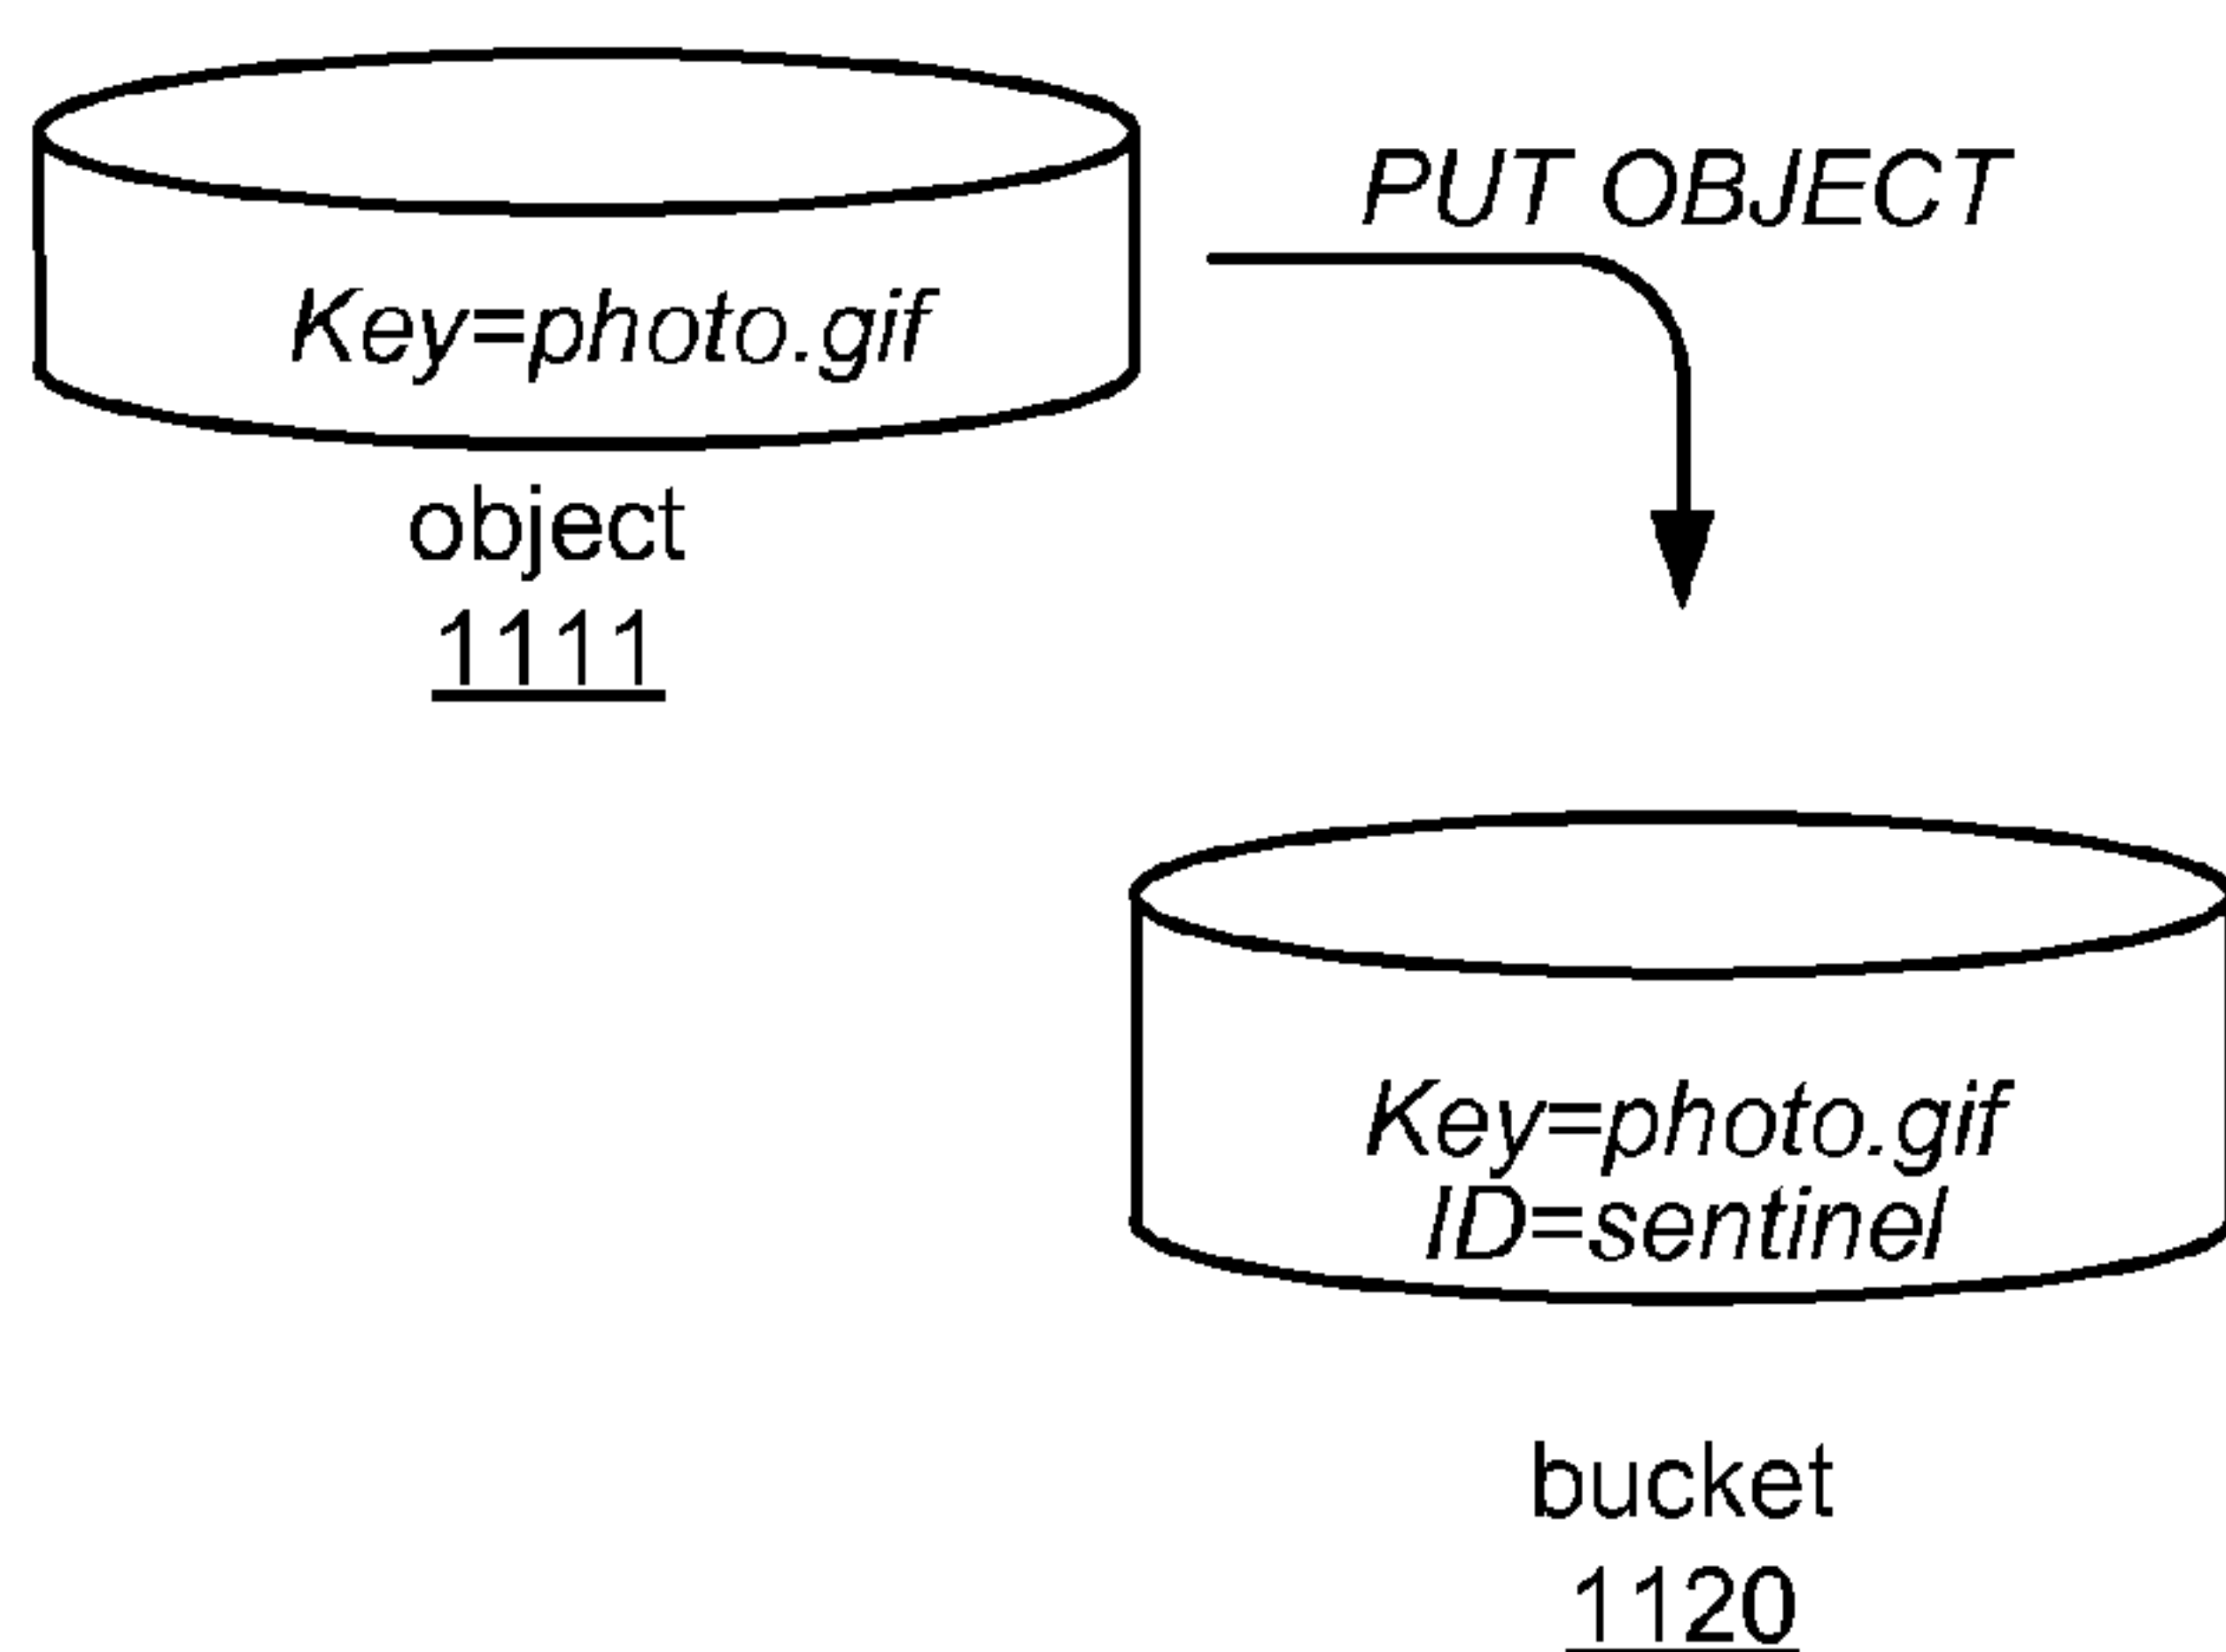 PUT OBJECT
Key=photo.gif
object
1111
Key=photo.gif
ID=sentinel
bucket
1120